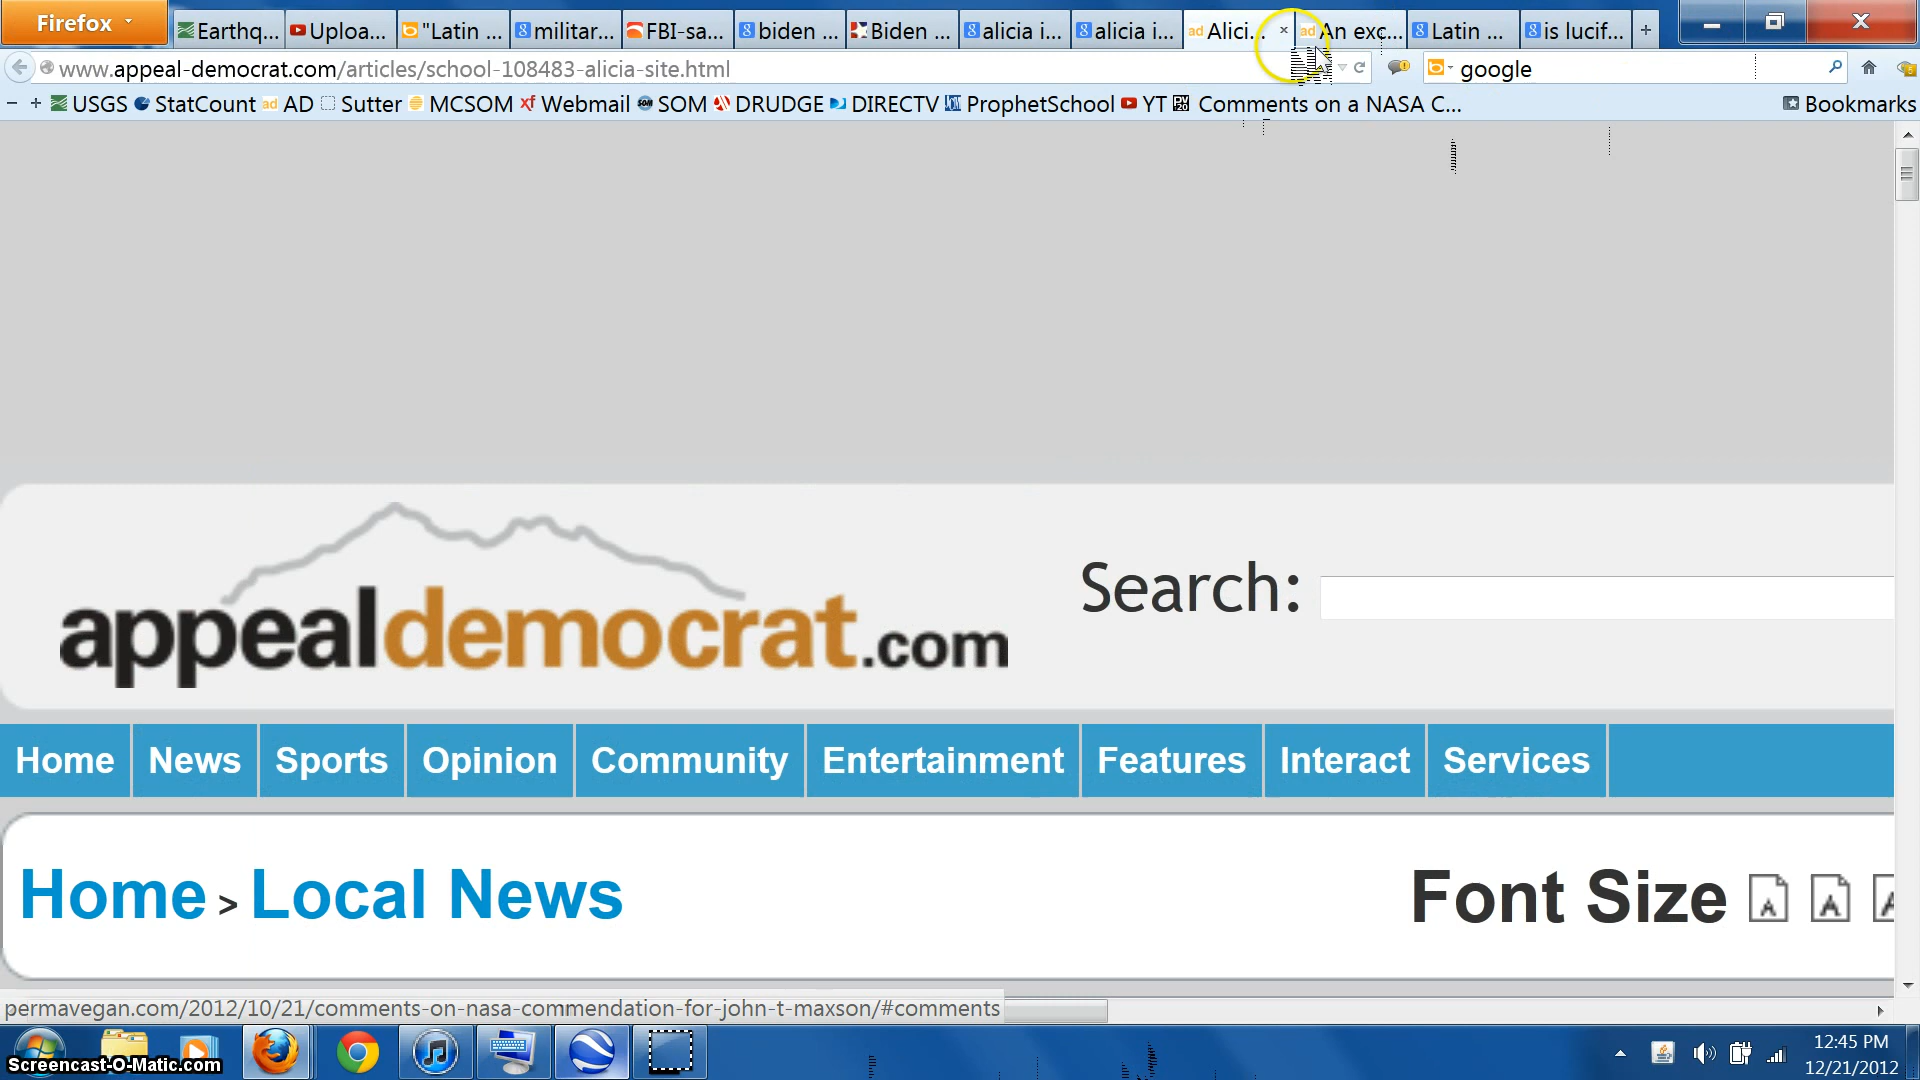 Firefox
Earthq...
Uploa...
"Latin ...
militar...
FBI-sa...
biden ...
Biden ...
alicia i...
alicia i...
Alici...
An exc...
Latin ...
is lucif...
www.appeal-democrat.com/articles/school-108483-alicia-site.html
google
USGS StatCount AD Sutter MCSOM Webmail SOM DRUDGE DIRECTV ProphetSchool YT Comments on a NASA C... Bookmarks
appealdemocrat.com
Search:
Home News Sports Opinion Community Entertainment Features Interact Services
Home > Local News
Font Size
permavegan.com/2012/10/21/comments-on-nasa-commendation-for-john-t-maxson/#comments
Screencast-O-Matic.com
12:45 PM
12/21/2012